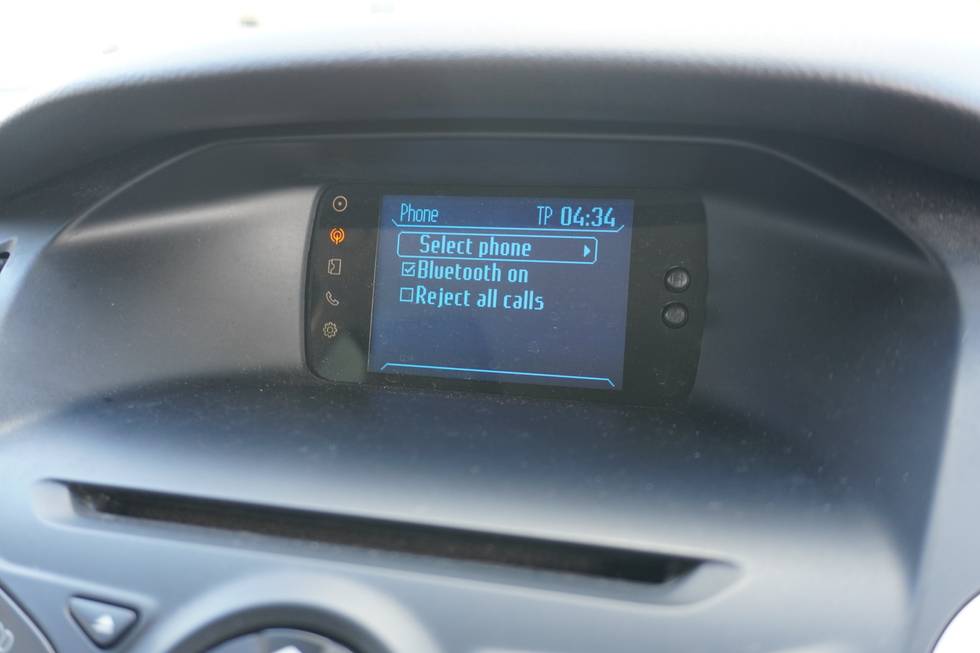 Phone TP 04:34
Select phone
Bluetooth on
Reject all calls